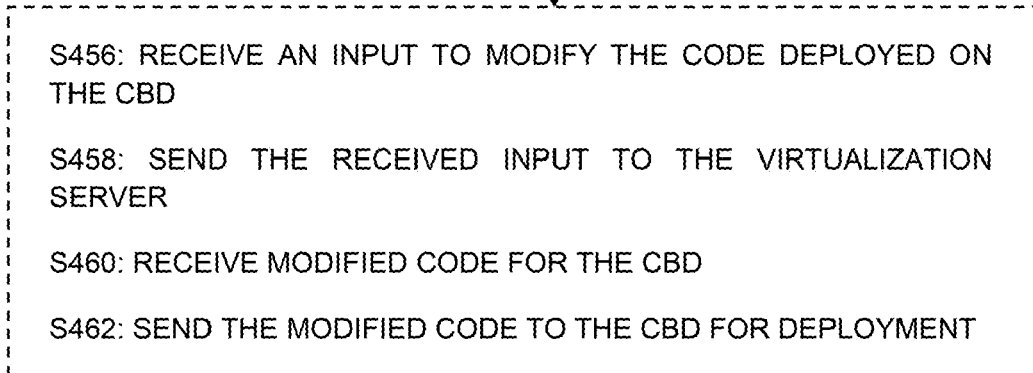 S456: RECEIVE AN INPUT TO MODIFY THE CODE DEPLOYED ON
THE CBD
S458: SEND THE RECEIVED INPUT TO THE VIRTUALIZATION
SERVER
S460: RECEIVE MODIFIED CODE FOR THE CBD
S462: SEND THE MODIFIED CODE TO THE CBD FOR DEPLOYMENT